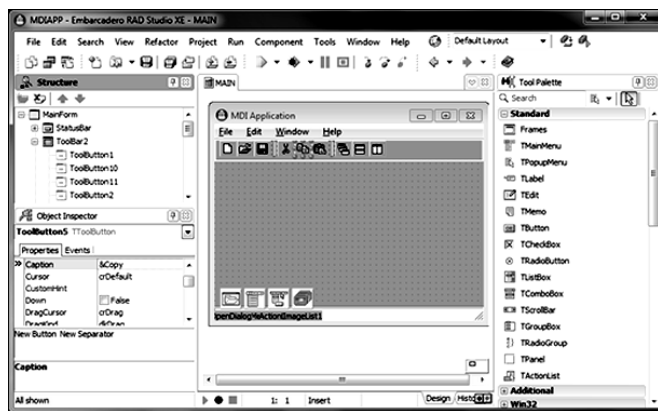 MDIAPP - Embarcadero RAD Studio XE - MAIN
File Edit Search View Refactor Project Run Component Tools Window Help Default Layout
Structure
MainForm
StatusBar
ToolBar2
ToolButton1
ToolButton10
ToolButton11
ToolButton2
Object Inspector
ToolButton5 TToolButton
Properties Events
Caption &Copy
Cursor crDefault
CustomHint
Down False
DragCursor crDrag
DragKind dkDrag
New Button New Separator
Caption
All shown
MAIN
MDI Application
File Edit Window Help
OpenDialogMeActionImageList1
1: 1 Insert
Design
Tool Palette
Search
Standard
Frames
TMainMenu
TPopupMenu
TLabel
TEdit
TMemo
TButton
TCheckBox
TRadioButton
TListBox
TComboBox
TScrollBar
TGroupBox
TRadioGroup
TPanel
TActionList
Additional
Win32